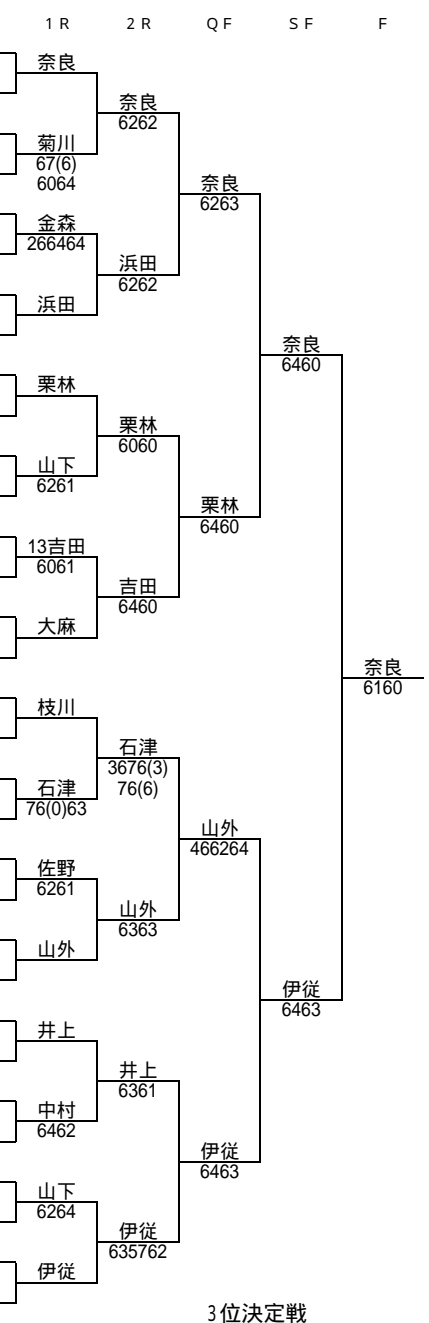 1R 2R QF SF F
奈良
奈良
6262
菊川
67(6)
6064
奈良
6263
金森
266464
浜田
6262
浜田
奈良
6460
栗林
栗林
6060
山下
6261
栗林
6460
13吉田
6061
吉田
6460
大麻
奈良
6160
枝川
石津
3676(3)
76(6)
石津
76(0)63
山外
466264
佐野
6261
山外
6363
山外
伊従
6463
井上
井上
6361
中村
6462
伊従
6463
山下
6264
伊従
635762
伊従
3位決定戦